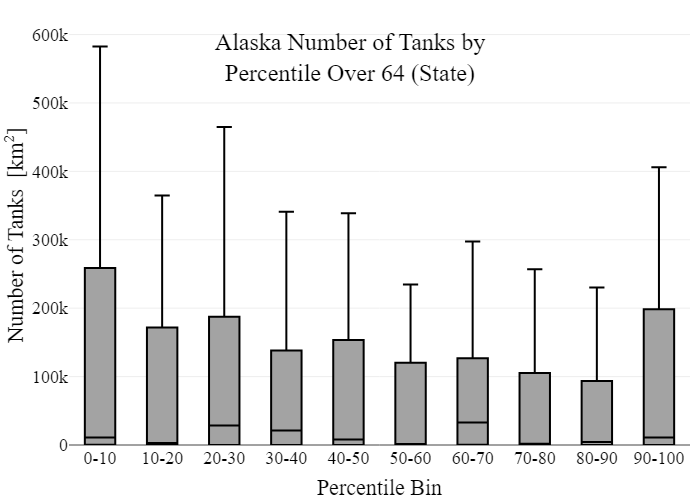 Alaska Number of Tanks by
Percentile Over 64 (State)
Number of Tanks [km²]
600k
500k
400k
300k
200k
100k
0
0-10 10-20 20-30 30-40 40-50 50-60 60-70 70-80 80-90 90-100
Percentile Bin